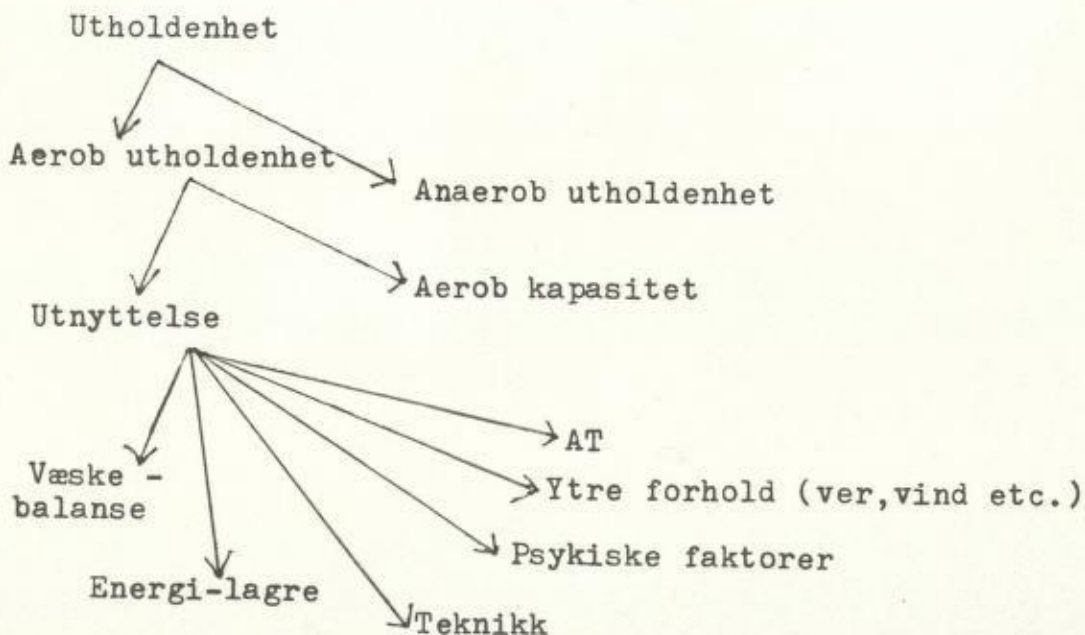 Utholdenhet
Aerob utholdenhet
Anaerob utholdenhet
Aerob kapasitet
Utnyttelse
AT
Væske -
balanse
Ytre forhold (ver,vind etc.)
Psykiske faktorer
Energi-lagre
Teknikk